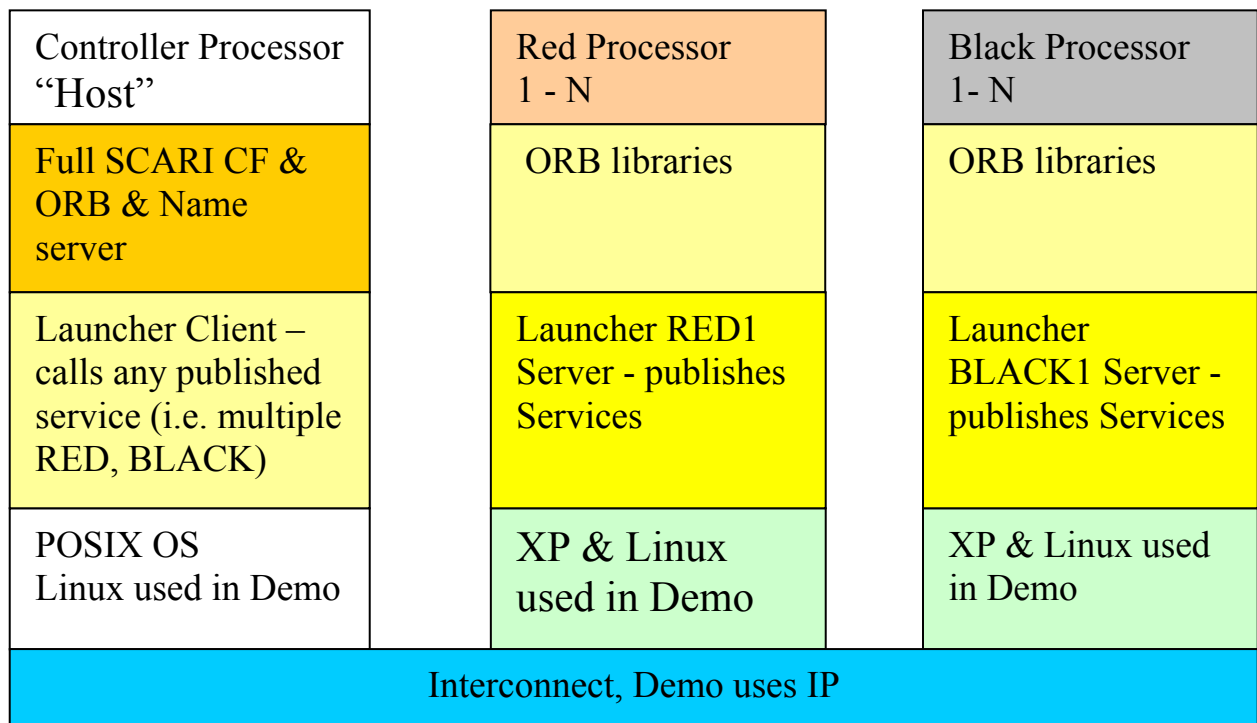 Controller Processor
“Host”
Full SCARI CF &
ORB & Name
server
Launcher Client –
calls any published
service (i.e. multiple
RED, BLACK)
POSIX OS
Linux used in Demo
Red Processor
1 - N
ORB libraries
Launcher RED1
Server - publishes
Services
XP & Linux
used in Demo
Black Processor
1- N
ORB libraries
Launcher
BLACK1 Server -
publishes Services
XP & Linux used
in Demo
Interconnect, Demo uses IP